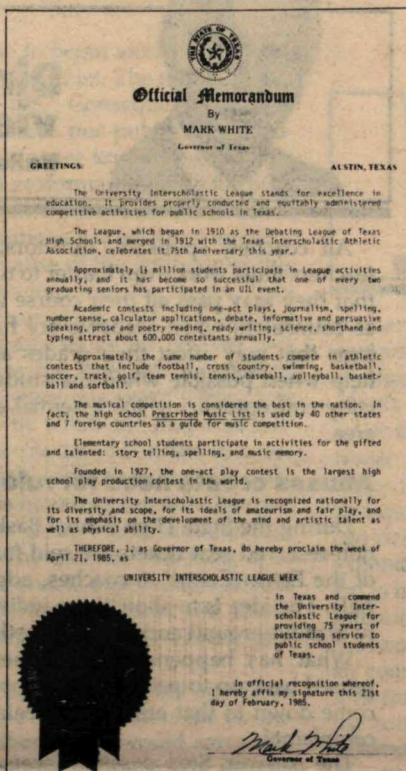 THE STATE OF TEXAS
Official Memorandum
By
MARK WHITE
Governor of Texas
GREETINGS: AUSTIN, TEXAS
The University Interscholastic League stands for excellence in
education. It provides properly conducted and equitably administered
competitive activities for public schools in Texas.
The League, which began in 1910 as the Debating League of Texas
High Schools and merged in 1912 with the Texas Interscholastic Athletic
Association, celebrates it 75th Anniversary this year.
Approximately 1½ million students participate in League activities
annually, and it has become so successful that one of every two
graduating seniors has participated in an UIL event.
Academic contests including one-act plays, journalism, spelling,
number sense, calculator applications, debate, informative and persuasive
speaking, prose and poetry reading, ready writing, science, shorthand and
typing attract about 600,000 contestants annually.
Approximately the same number of students compete in athletic
contests that include football, cross country, swimming, basketball,
soccer, track, golf, team tennis, tennis, baseball, volleyball, basket-
ball and softball.
The musical competition is considered the best in the nation. In
fact, the high school Prescribed Music List is used by 40 other states
and 7 foreign countries as a guide for music competition.
Elementary school students participate in activities for the gifted
and talented: story telling, spelling, and music memory.
Founded in 1927, the one-act play contest is the largest high
school play production contest in the world.
The University Interscholastic League is recognized nationally for
its diversity and scope, for its ideals of amateurism and fair play, and
for its emphasis on the development of the mind and artistic talent as
well as physical ability.
THEREFORE, I, as Governor of Texas, do hereby proclaim the week of
April 21, 1985, as
UNIVERSITY INTERSCHOLASTIC LEAGUE WEEK
in Texas and commend
the University Inter-
scholastic League for
providing 75 years of
outstanding service to
public school students
of Texas.
In official recognition whereof,
I hereby affix my signature this 21st
day of February, 1985.
Mark White
Governor of Texas